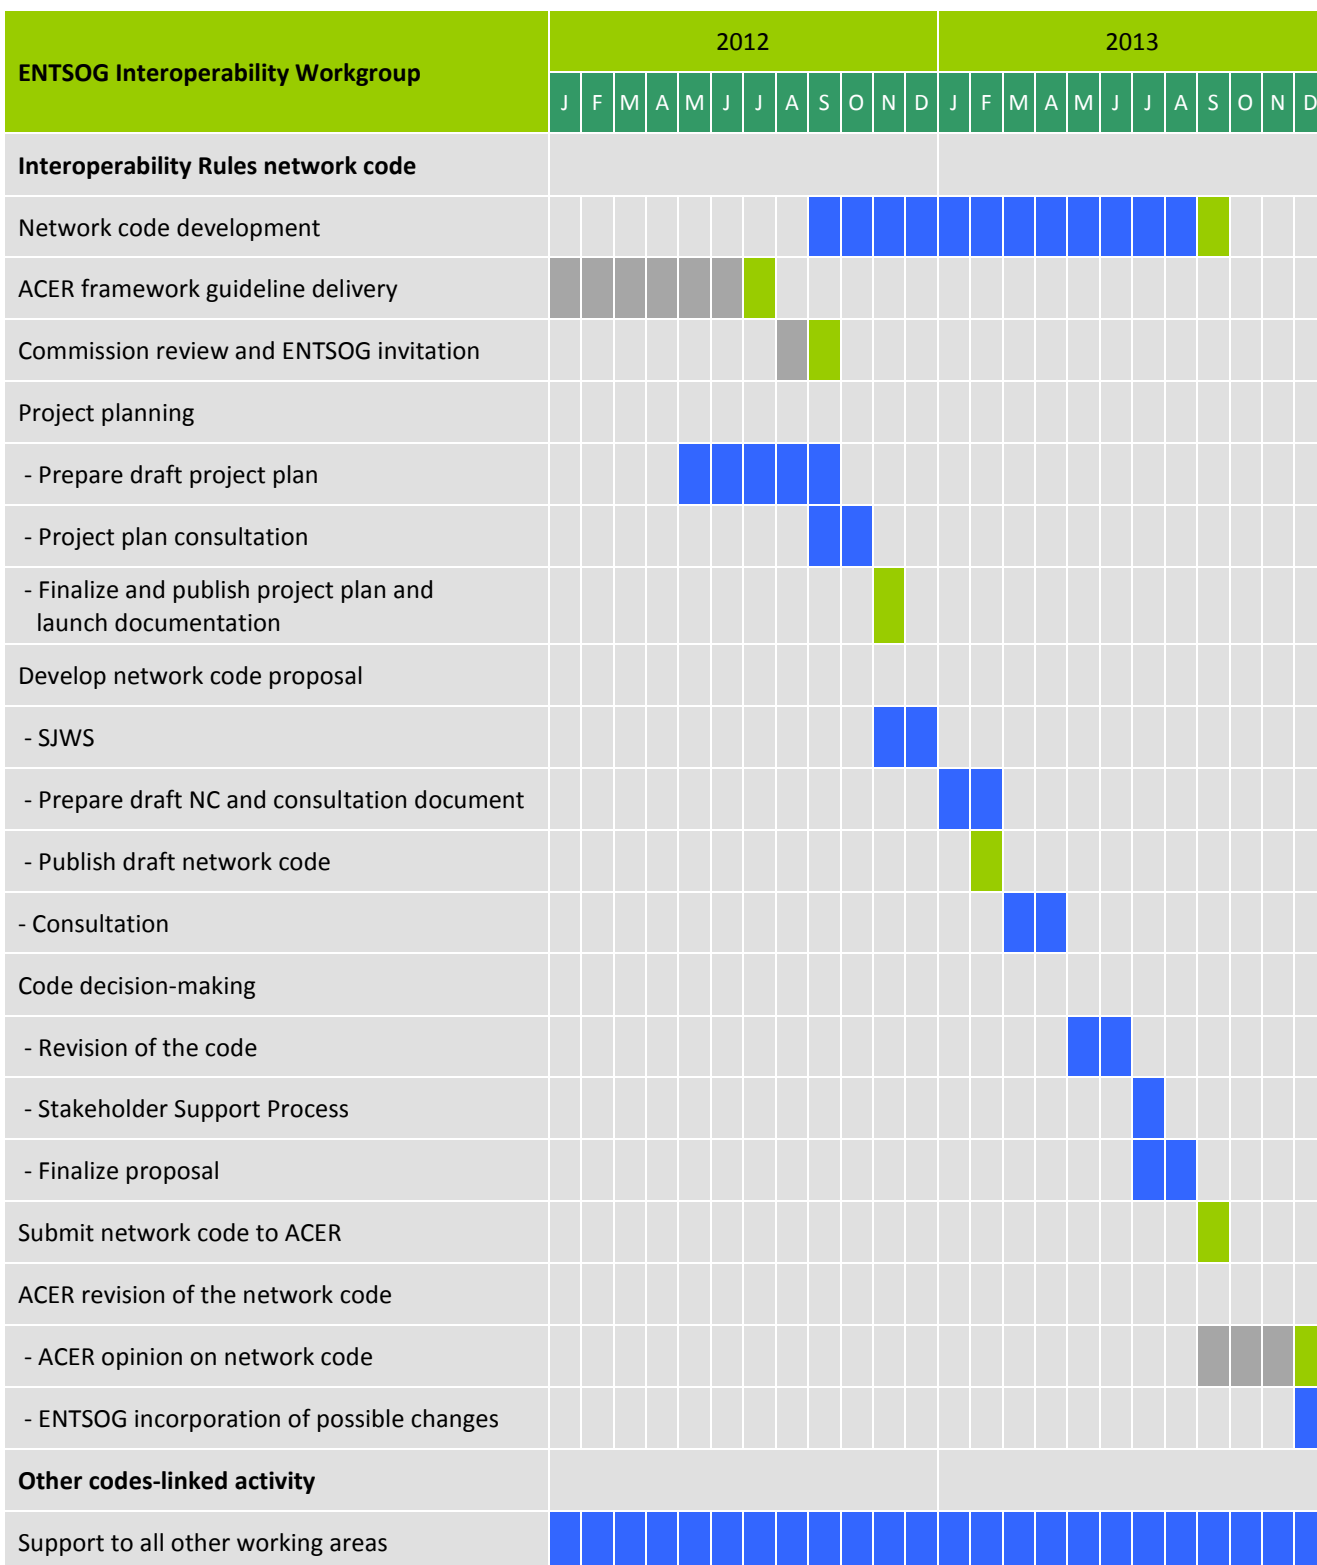 2012 2013
ENTSOG Interoperability Workgroup
J F M A M J J A S O N D J F M A M J J A S O N D
Interoperability Rules network code
Network code development
ACER framework guideline delivery
Commission review and ENTSOG invitation
Project planning
- Prepare draft project plan
- Project plan consultation
- Finalize and publish project plan and
launch documentation
Develop network code proposal
- SJWS
- Prepare draft NC and consultation document
- Publish draft network code
- Consultation
Code decision-making
- Revision of the code
- Stakeholder Support Process
- Finalize proposal
Submit network code to ACER
ACER revision of the network code
- ACER opinion on network code
- ENTSOG incorporation of possible changes
Other codes-linked activity
Support to all other working areas